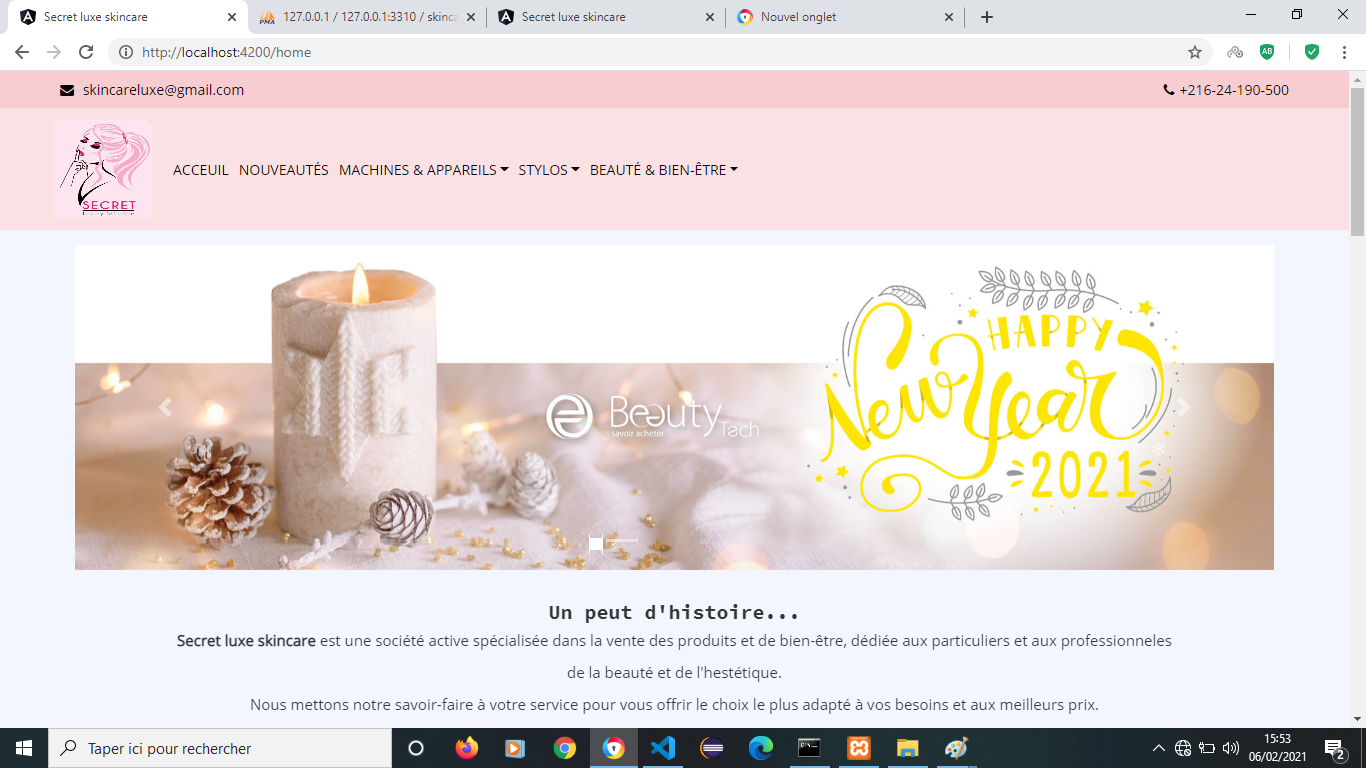 Secret luxe skincare
127.0.0.1 / 127.0.0.1:3310 / skinca
Secret luxe skincare
Nouvel onglet
http://localhost:4200/home
skincareluxe@gmail.com
+216-24-190-500
SECRET
ACCEUIL NOUVEAUTÉS MACHINES & APPAREILS STYLOS BEAUTÉ & BIEN-ÊTRE
HAPPY
New Year
2021
Beauty Tech
savoir acheter
Un peut d'histoire...
Secret luxe skincare est une société active spécialisée dans la vente des produits et de bien-être, dédiée aux particuliers et aux professionneles
de la beauté et de l'hestétique.
Nous mettons notre savoir-faire à votre service pour vous offrir le choix le plus adapté à vos besoins et aux meilleurs prix.
Taper ici pour rechercher
15:53
06/02/2021
2